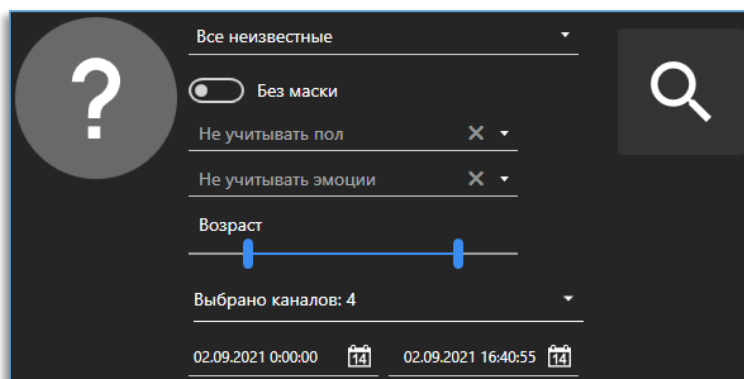 ?
Все неизвестные
Без маски
Не учитывать пол
Не учитывать эмоции
Возраст
Выбрано каналов: 4
02.09.2021 0:00:00 14 02.09.2021 16:40:55 14